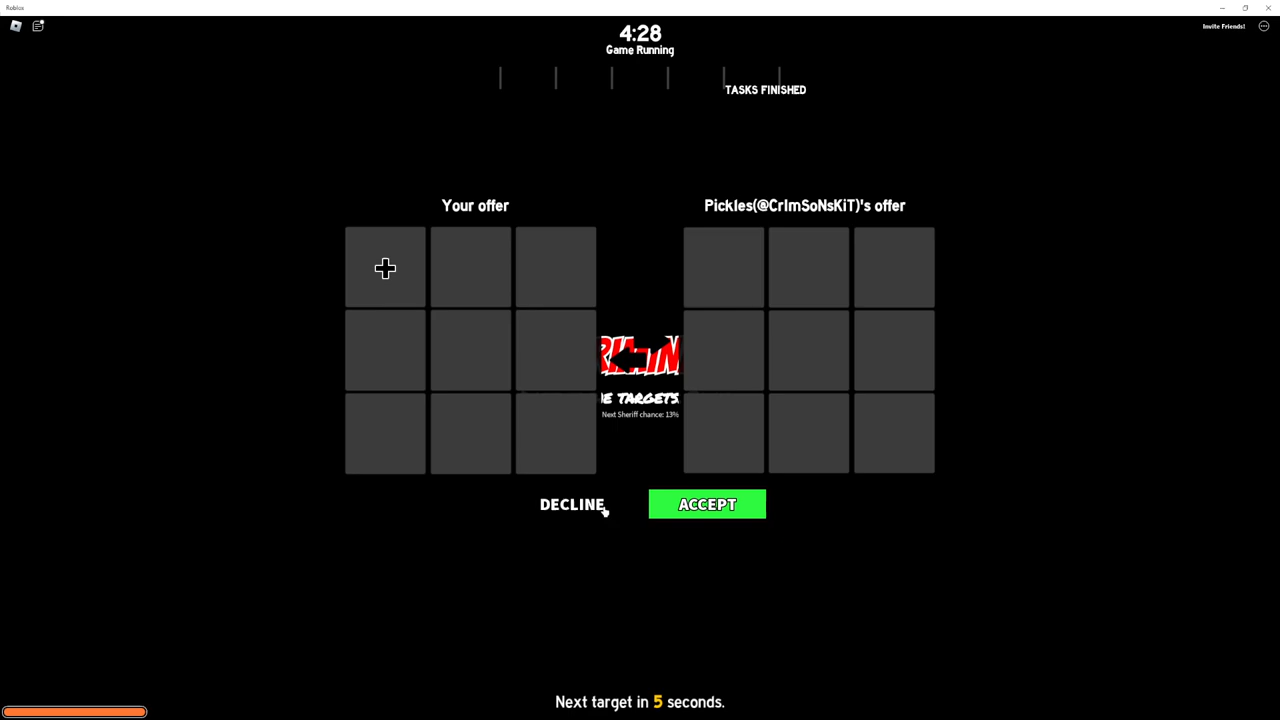 Roblox
4:28
Game Running
Invite Friends!
TASKS FINISHED
Your offer
Pickles(@CrImSoNsKiT)'s offer
TARGETS
Next Sheriff chance: 13%
DECLINE
ACCEPT
Next target in 5 seconds.